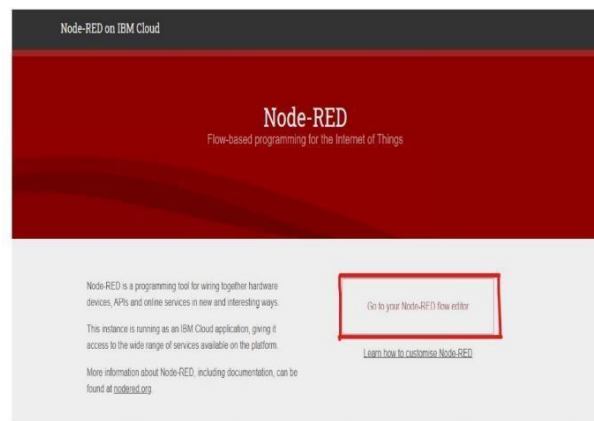 Node-RED on IBM Cloud
Node-RED
Flow-based programming for the Internet of Things
Node-RED is a programming tool for wiring together hardware
devices, APIs and online services in new and interesting ways.
This instance is running as an IBM Cloud application, giving it
access to the wide range of services available on the platform.
More information about Node-RED, including documentation, can be
found at nodered.org.
Go to your Node-RED flow editor
Learn how to customise Node-RED